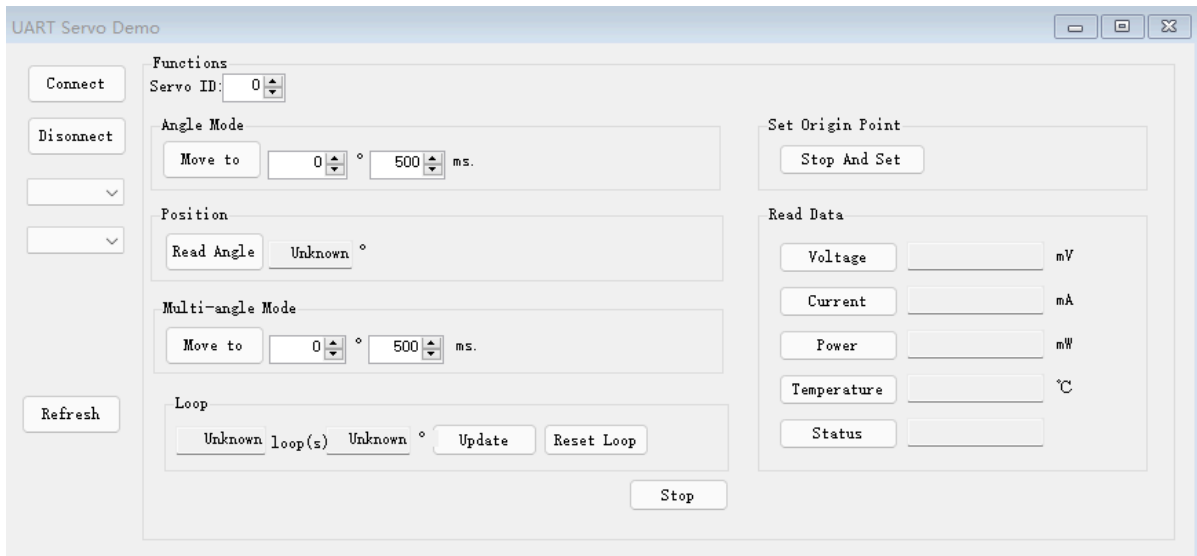 UART Servo Demo
Connect
Disonnect
Refresh
Functions
Servo ID: 0
Angle Mode
Move to 0 ° 500 ms.
Position
Read Angle Unknown °
Multi-angle Mode
Move to 0 ° 500 ms.
Loop
Unknown loop(s) Unknown ° Update Reset Loop
Stop
Set Origin Point
Stop And Set
Read Data
Voltage mV
Current mA
Power mW
Temperature ℃
Status